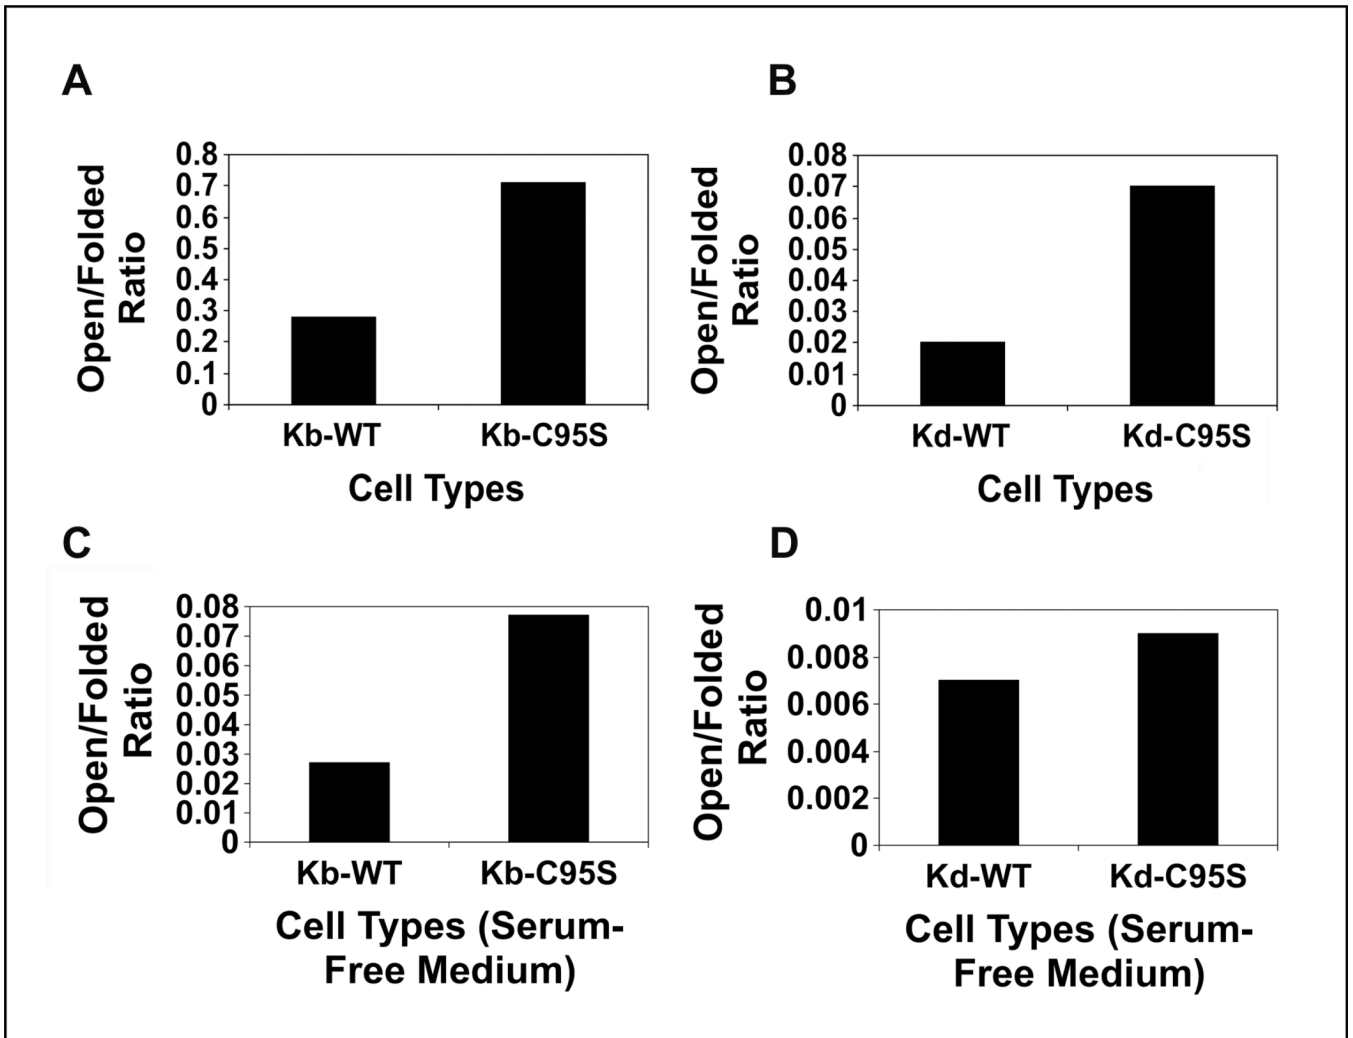 A
Open/Folded
Ratio
0.8
0.7
0.6
0.5
0.4
0.3
0.2
0.1
0
Kb-WT
Kb-C95S
Cell Types
B
Open/Folded
Ratio
0.08
0.07
0.06
0.05
0.04
0.03
0.02
0.01
0
Kd-WT
Kd-C95S
Cell Types
C
Open/Folded
Ratio
0.08
0.07
0.06
0.05
0.04
0.03
0.02
0.01
0
Kb-WT
Kb-C95S
Cell Types (Serum-
Free Medium)
D
Open/Folded
Ratio
0.01
0.008
0.006
0.004
0.002
0
Kd-WT
Kd-C95S
Cell Types (Serum-
Free Medium)